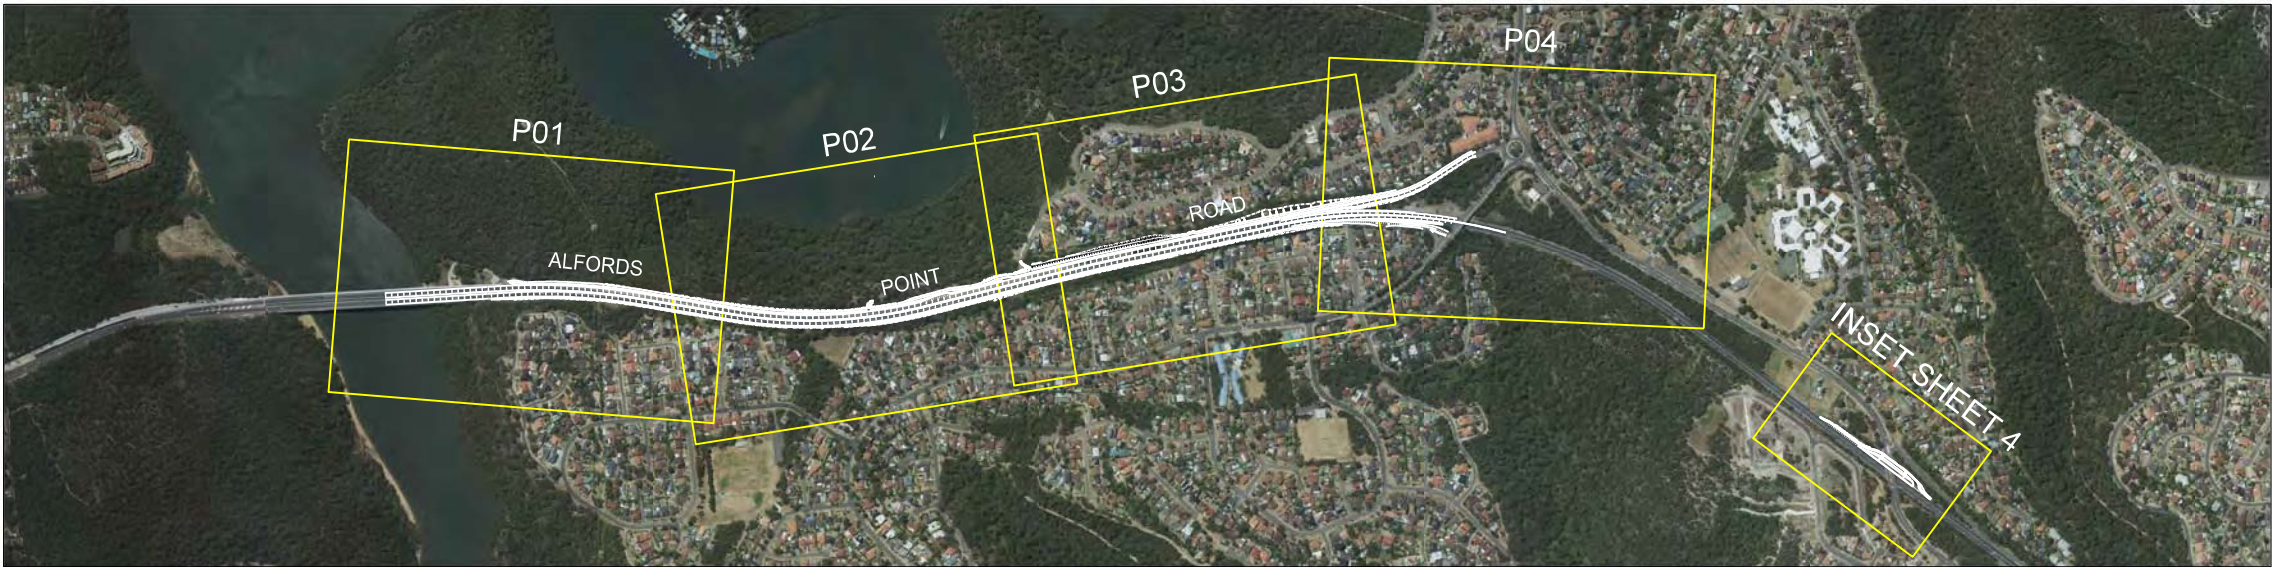 P01
P02
P03
P04
ALFORDS
POINT
ROAD
INSET SHEET 4